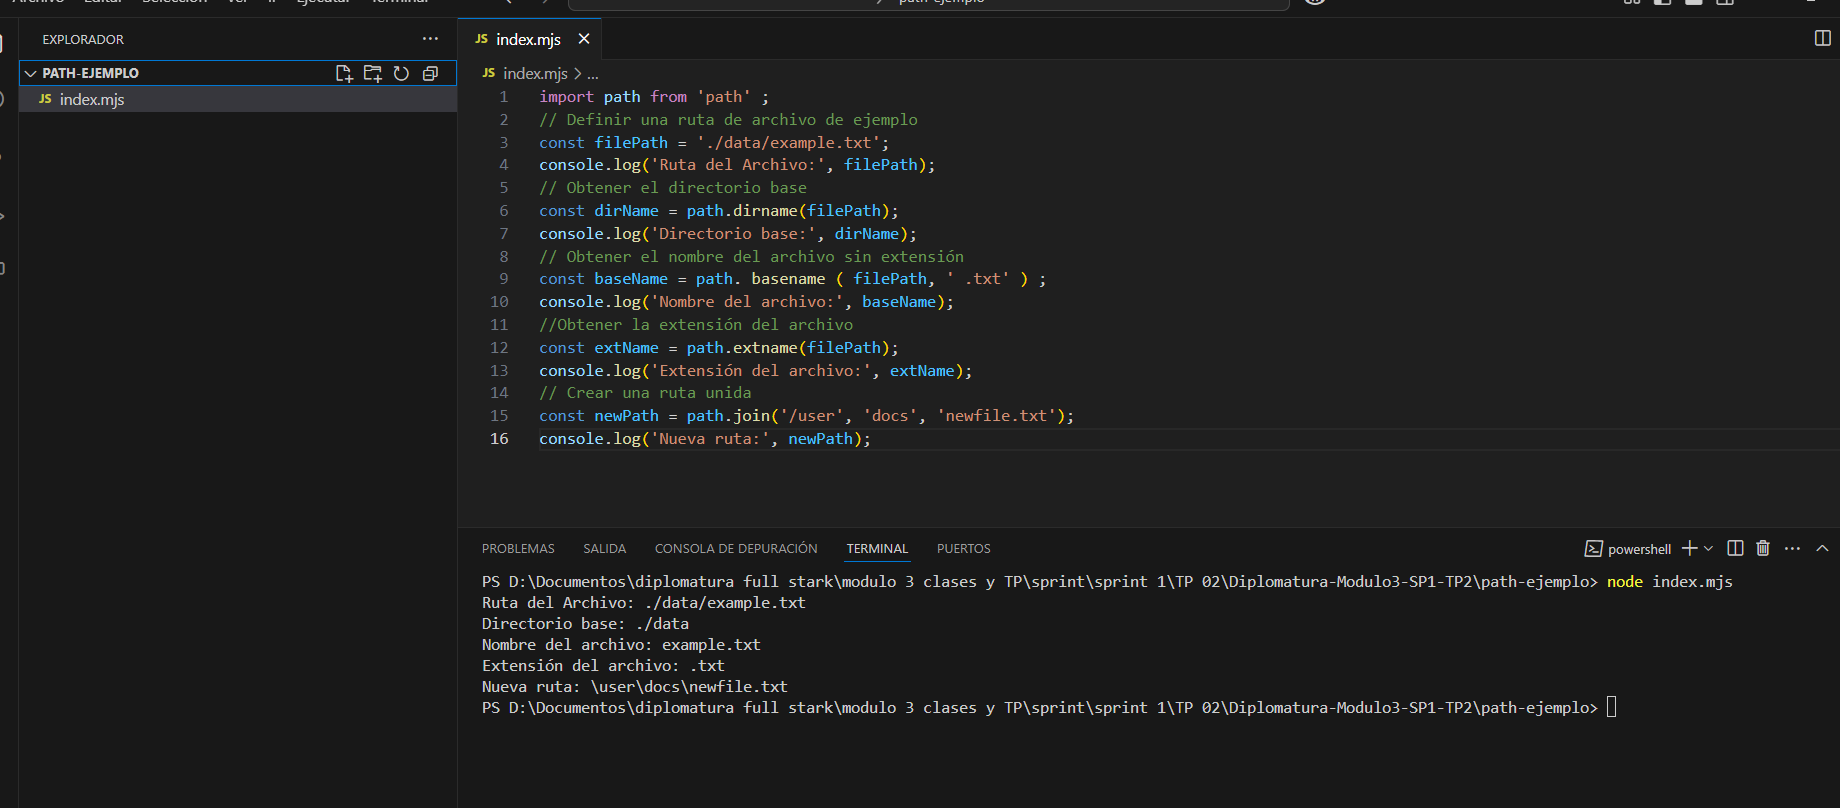 Archivo Editar Selección Ver Ir Ejecutar Terminal
path-ejemplo
EXPLORADOR
PATH-EJEMPLO
JS index.mjs
JS index.mjs
JS index.mjs > ...
1 import path from 'path' ;
2 // Definir una ruta de archivo de ejemplo
3 const filePath = './data/example.txt';
4 console.log('Ruta del Archivo:', filePath);
5 // Obtener el directorio base
6 const dirName = path.dirname(filePath);
7 console.log('Directorio base:', dirName);
8 // Obtener el nombre del archivo sin extensión
9 const baseName = path. basename ( filePath, ' .txt' ) ;
10 console.log('Nombre del archivo:', baseName);
11 //Obtener la extensión del archivo
12 const extName = path.extname(filePath);
13 console.log('Extensión del archivo:', extName);
14 // Crear una ruta unida
15 const newPath = path.join('/user', 'docs', 'newfile.txt');
16 console.log('Nueva ruta:', newPath);
PROBLEMAS SALIDA CONSOLA DE DEPURACIÓN TERMINAL PUERTOS
powershell
PS D:\Documentos\diplomatura full stark\modulo 3 clases y TP\sprint\sprint 1\TP 02\Diplomatura-Modulo3-SP1-TP2\path-ejemplo> node index.mjs
Ruta del Archivo: ./data/example.txt
Directorio base: ./data
Nombre del archivo: example.txt
Extensión del archivo: .txt
Nueva ruta: \user\docs\newfile.txt
PS D:\Documentos\diplomatura full stark\modulo 3 clases y TP\sprint\sprint 1\TP 02\Diplomatura-Modulo3-SP1-TP2\path-ejemplo>